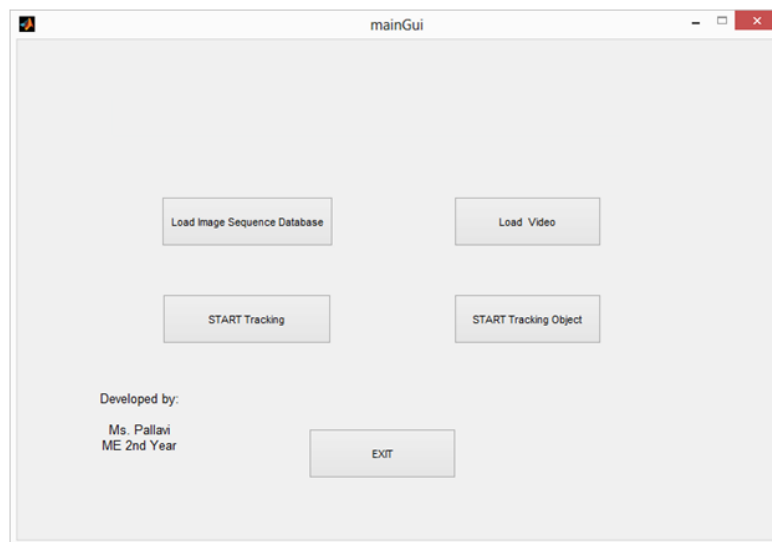 mainGui
Load Image Sequence Database
Load Video
START Tracking
START Tracking Object
Developed by:
Ms. Pallavi
ME 2nd Year
EXIT